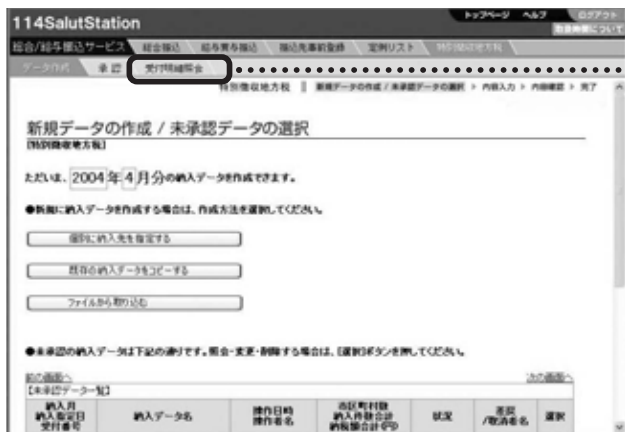 114SalutStation
トップページ ヘルプ ログアウト
総合/給与振込サービス 総合振込 給与賞与振込 振込先事前登録 定例リスト 特別徴収地方税
データ作成 承認 受付明細照会
特別徴収地方税 || 新規データの作成 / 未承認データの選択 > 内容入力 > 内容確認 > 完了
新規データの作成 / 未承認データの選択
【特別徴収地方税】
ただいま、2004年4月分の納入データを作成できます。
●新規に納入データを作成する場合は、作成方法を選択してください。
個別に納入先を指定する
既存の納入データをコピーする
ファイルから取り込む
●未承認の納入データは下記の通りです。照会・変更・削除する場合は、[選択]ボタンを押してください。
前の画面へ 次の画面へ
【未承認データ一覧】
納入月 納入指定日 受付番号
納入データ名
操作日時 操作者名
市区町村数 納入件数合計 納税額合計(円)
状況
差戻/取消者名
選択